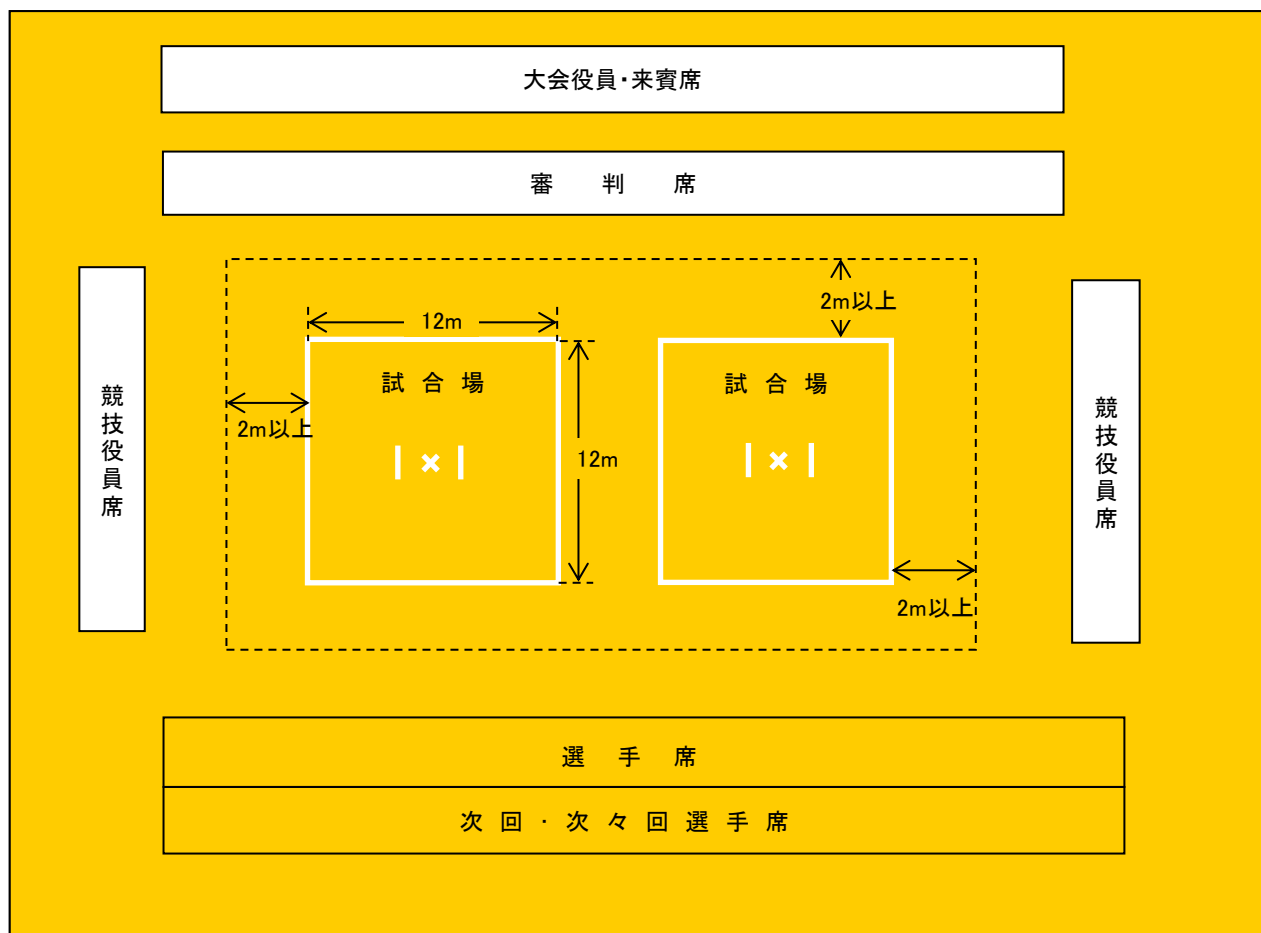 大会役員・来賓席
審判席
2m以上
12m
試合場
試合場
競技役員席
競技役員席
2m以上
12m
2m以上
選手席
次回・次々回選手席